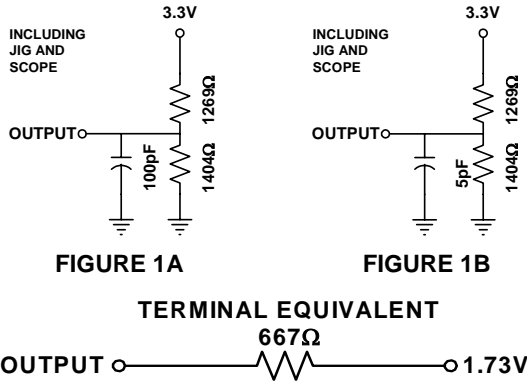 3.3V
INCLUDING
JIG AND
SCOPE
1269Ω
OUTPUT
100pF
1404Ω
FIGURE 1A
3.3V
INCLUDING
JIG AND
SCOPE
1269Ω
OUTPUT
5pF
1404Ω
FIGURE 1B
TERMINAL EQUIVALENT
667Ω
OUTPUT 1.73V